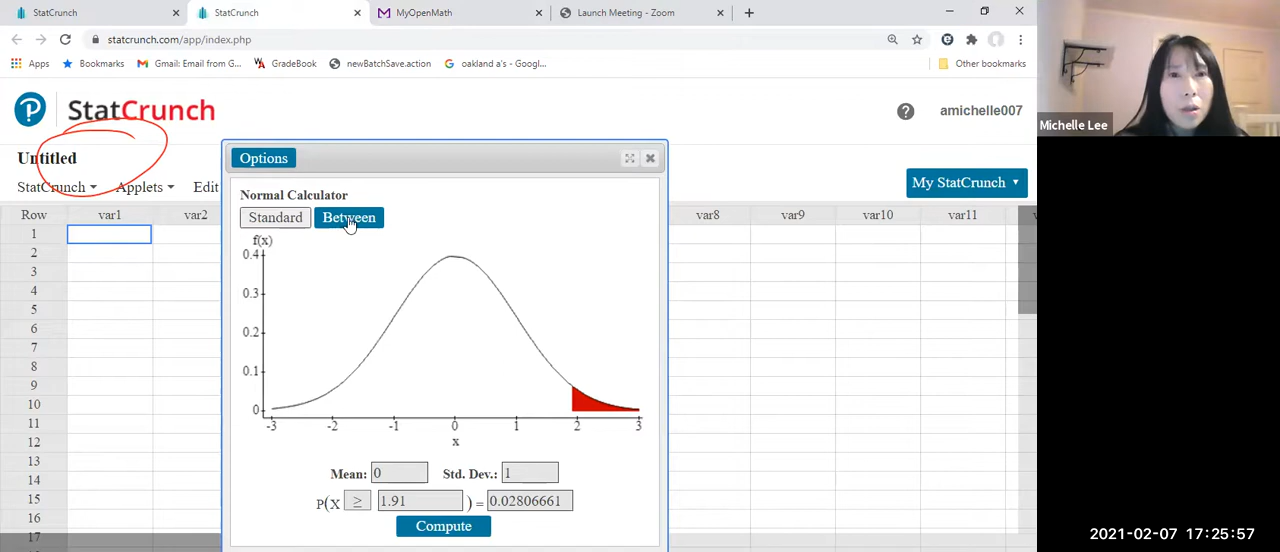 StatCrunch
StatCrunch
MyOpenMath
Launch Meeting - Zoom
statcrunch.com/app/index.php
Apps
Bookmarks
Gmail: Email from G...
GradeBook
newBatchSave.action
oakland a's - Googl...
Other bookmarks
P
StatCrunch
?
amichelle007
Michelle Lee
Untitled
StatCrunch
Applets
Edit
My StatCrunch
Options
Normal Calculator
Standard
Between
Row
var1
var2
var8
var9
var10
var11
1
2
3
4
5
6
7
8
9
10
11
12
13
14
15
16
17
f(x)
0.4
0.3
0.2
0.1
0
-3
-2
-1
0
1
2
3
x
Mean: 0 Std. Dev.: 1
P(X ≥ 1.91 ) = 0.02806661
Compute
2021-02-07 17:25:57